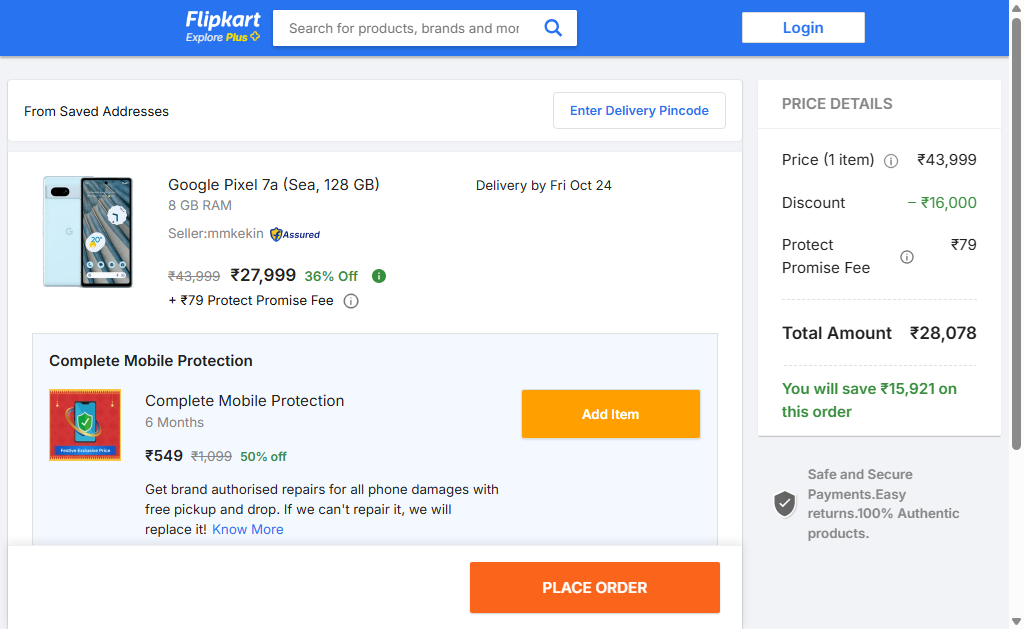 Flipkart
Explore Plus
Search for products, brands and mor
Login
From Saved Addresses
Enter Delivery Pincode
Google Pixel 7a (Sea, 128 GB)
8 GB RAM
Seller:mmkekin Assured
₹43,999 ₹27,999 36% Off
+ ₹79 Protect Promise Fee
Delivery by Fri Oct 24
Complete Mobile Protection
Festive Exclusive Price
Complete Mobile Protection
6 Months
₹549 ₹1,099 50% off
Get brand authorised repairs for all phone damages with
free pickup and drop. If we can't repair it, we will
replace it! Know More
Add Item
PLACE ORDER
PRICE DETAILS
Price (1 item) ₹43,999
Discount − ₹16,000
Protect ₹79
Promise Fee
Total Amount ₹28,078
You will save ₹15,921 on
this order
Safe and Secure
Payments.Easy
returns.100% Authentic
products.